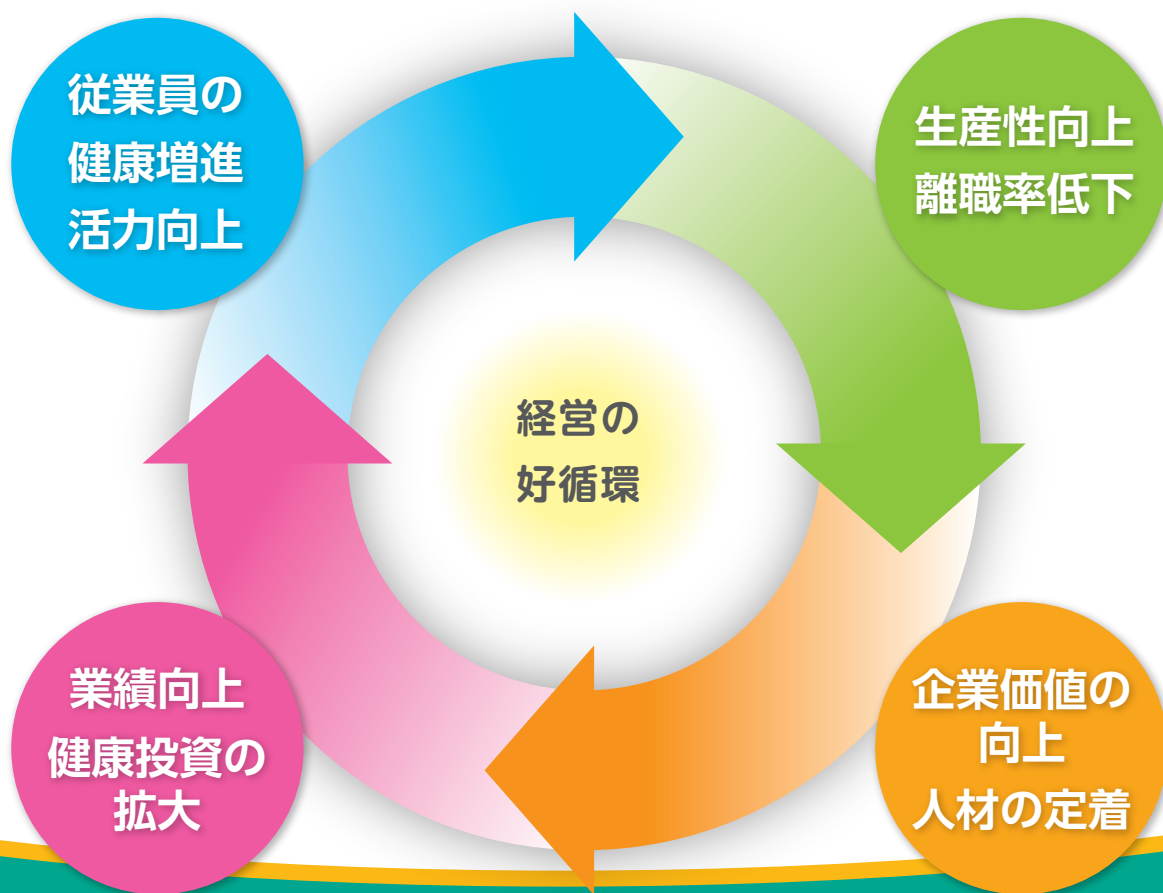 従業員の
健康増進
活力向上
生産性向上
離職率低下
経営の
好循環
業績向上
健康投資の
拡大
企業価値の
向上
人材の定着